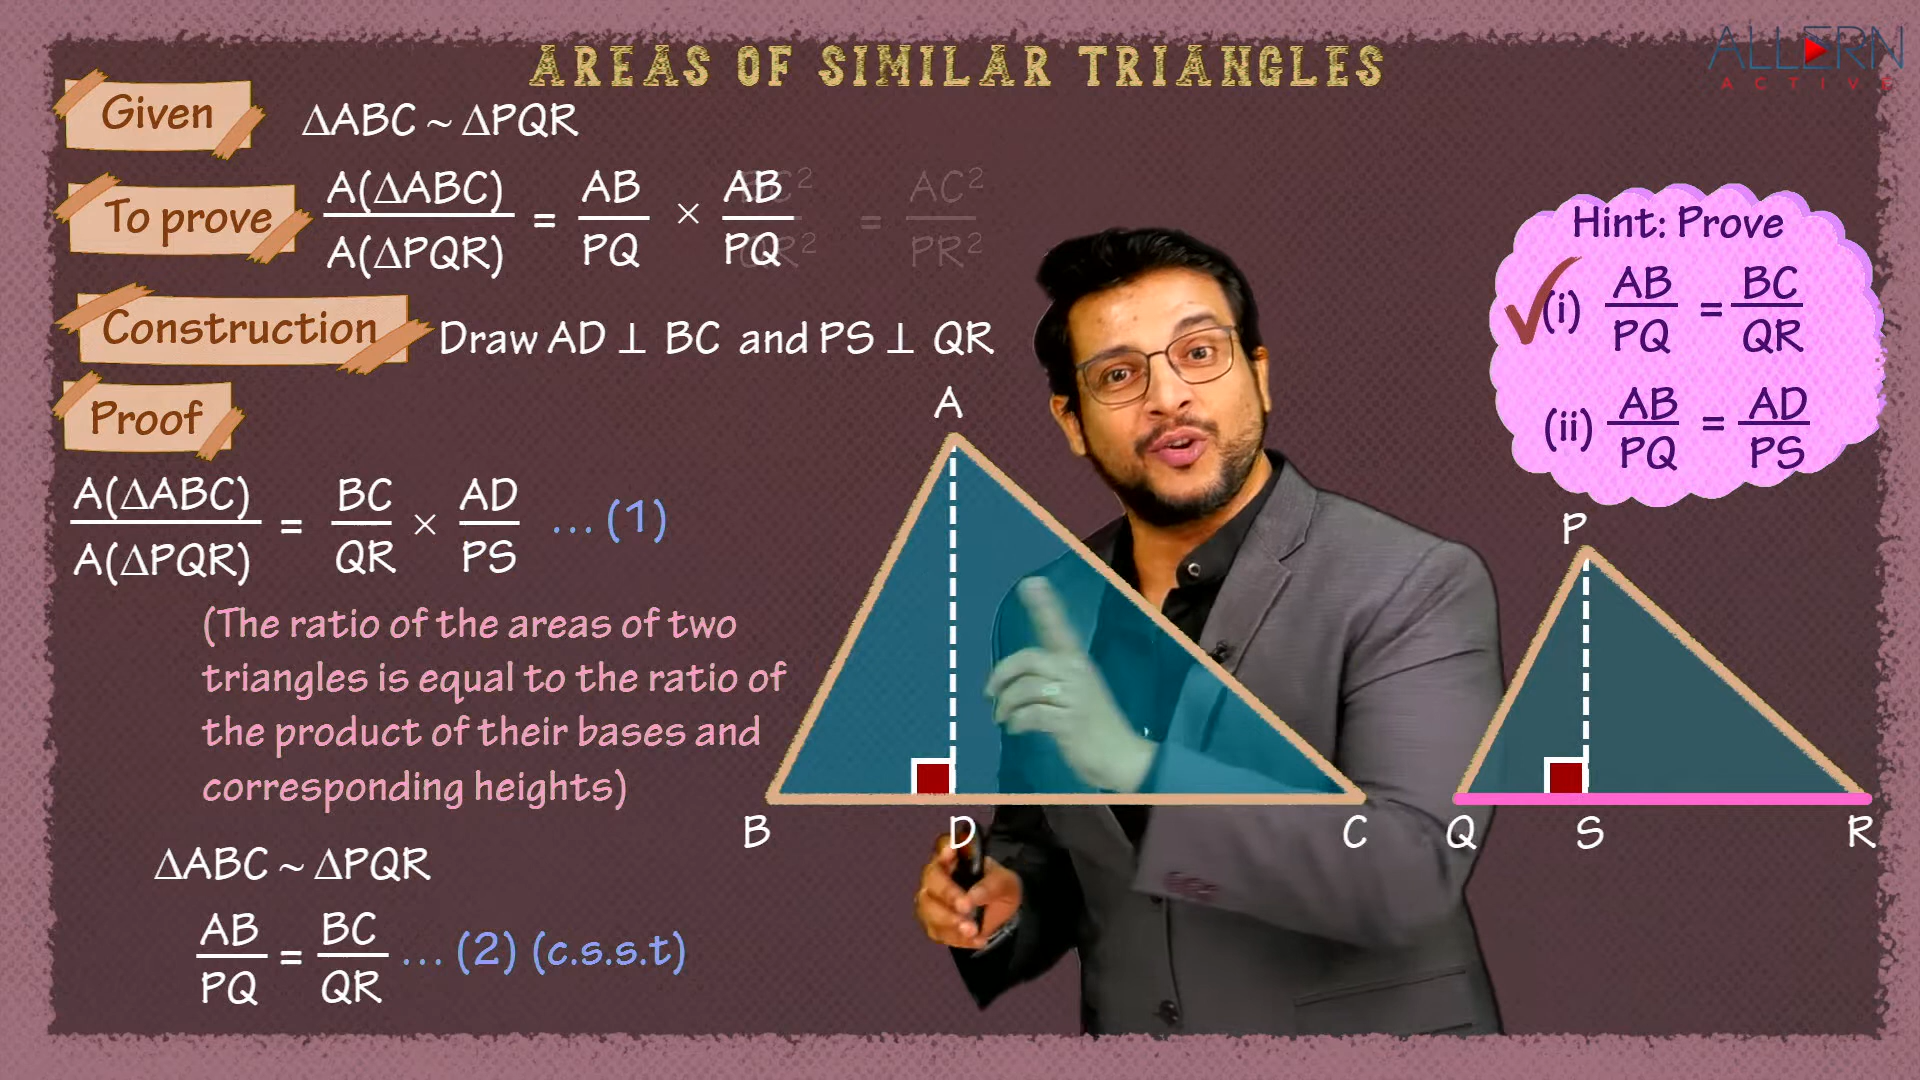 AREAS OF SIMILAR TRIANGLES
ALLERN
ACTIVE
Given
ΔABC ~ ΔPQR
To prove
A(ΔABC)/A(ΔPQR) = AB/PQ × AB/PQ = AC²/PR²
Construction
Draw AD ⊥ BC and PS ⊥ QR
Proof
A(ΔABC)/A(ΔPQR) = BC/QR × AD/PS ... (1)
(The ratio of the areas of two
triangles is equal to the ratio of
the product of their bases and
corresponding heights)
ΔABC ~ ΔPQR
AB/PQ = BC/QR ... (2) (c.s.s.t)
Hint: Prove
(i) AB/PQ = BC/QR
(ii) AB/PQ = AD/PS
A
B
D
C
P
Q
S
R